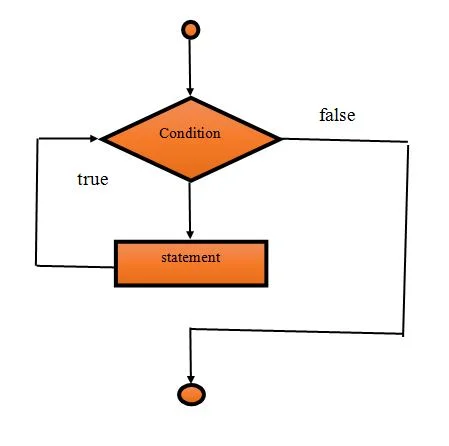 false
Condition
true
statement